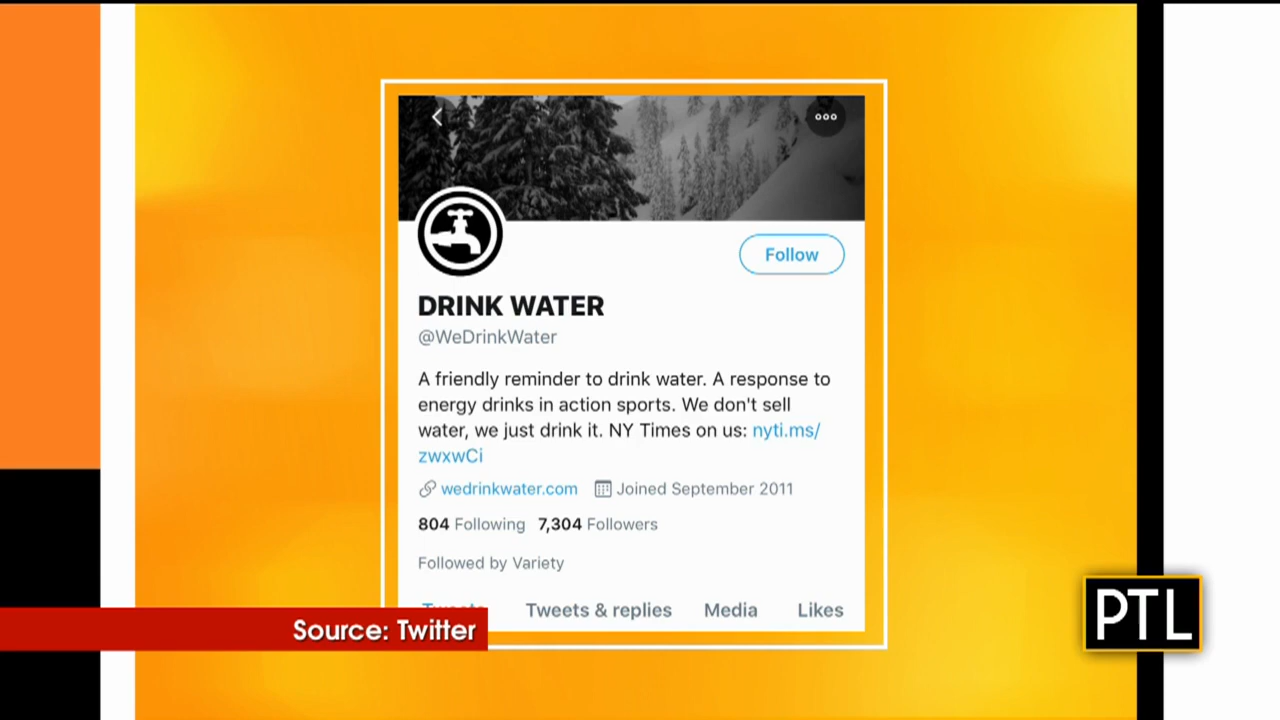 DRINK WATER
@WeDrinkWater
Follow
A friendly reminder to drink water. A response to
energy drinks in action sports. We don't sell
water, we just drink it. NY Times on us: nyti.ms/
zwxwCi
wedrinkwater.com Joined September 2011
804 Following 7,304 Followers
Followed by Variety
Tweets Tweets & replies Media Likes
Source: Twitter
PTL